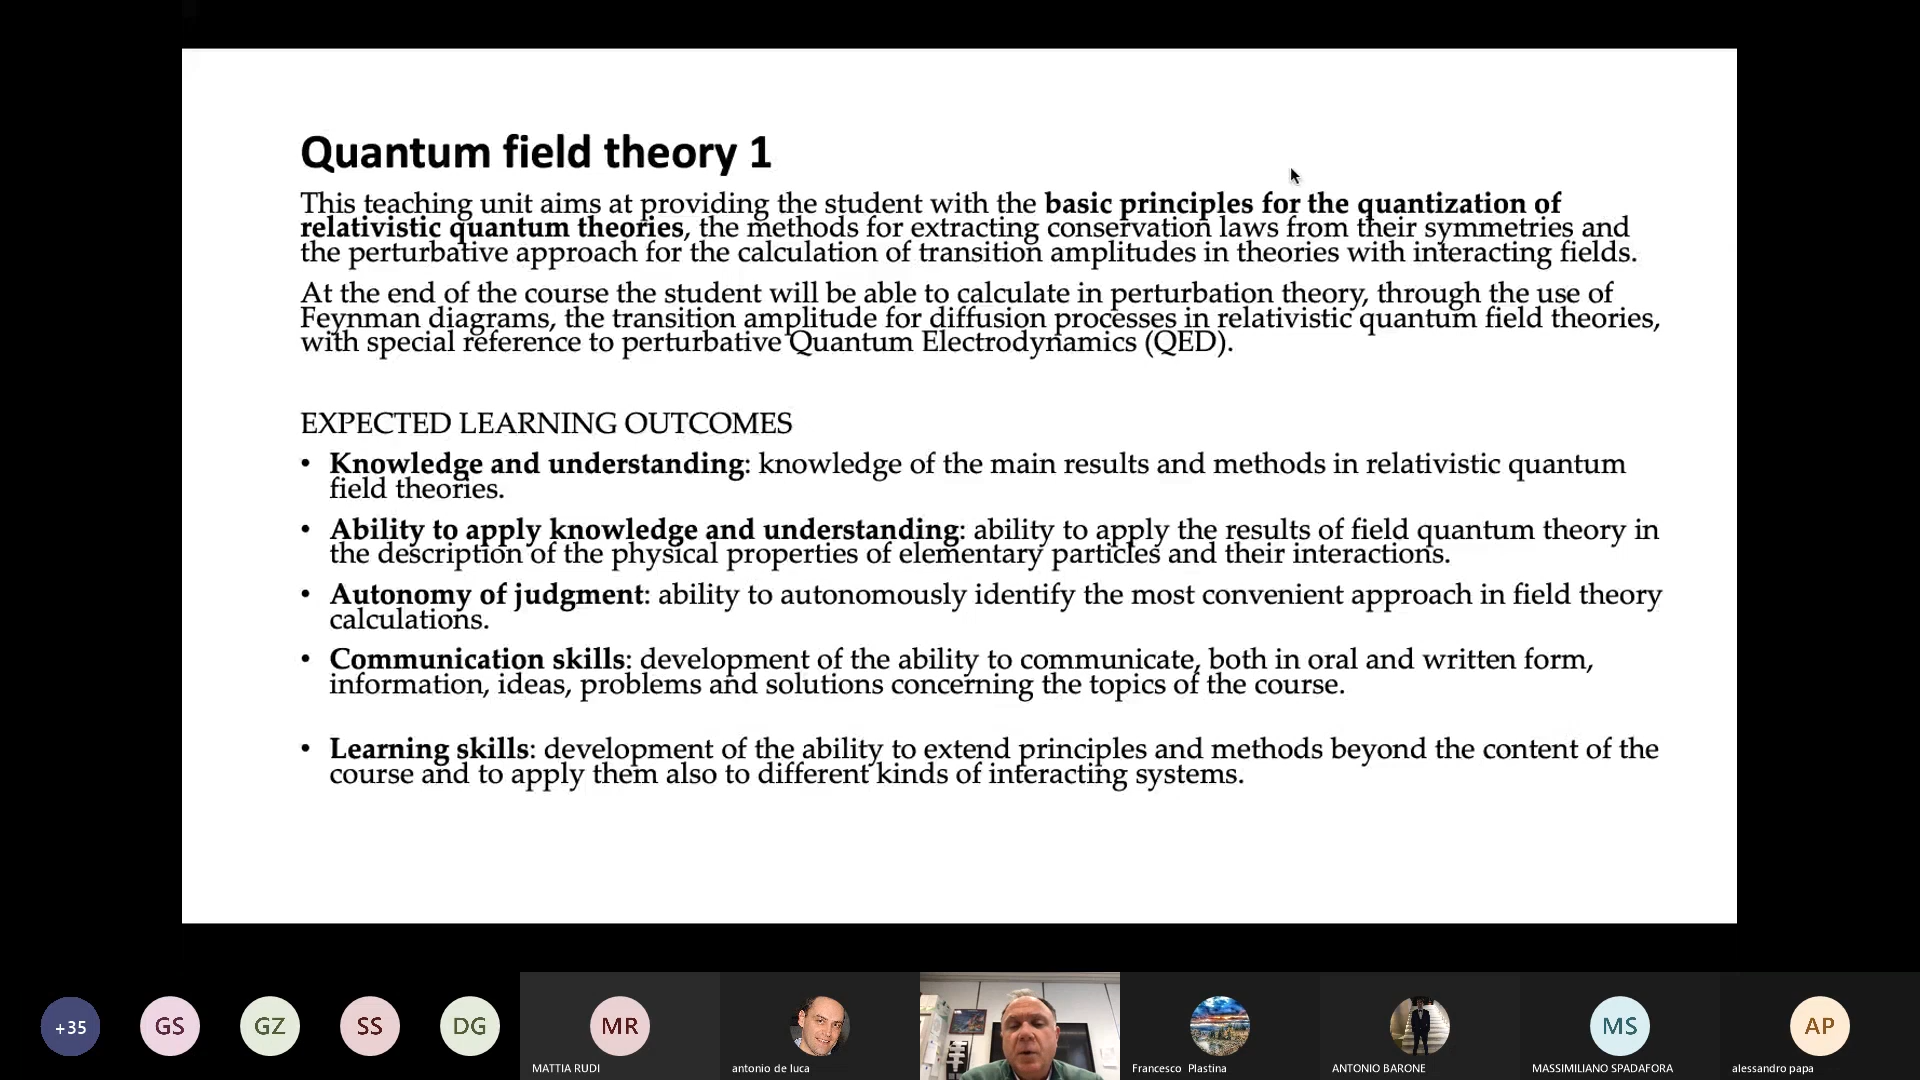 Quantum field theory 1
This teaching unit aims at providing the student with the basic principles for the quantization of
relativistic quantum theories, the methods for extracting conservation laws from their symmetries and
the perturbative approach for the calculation of transition amplitudes in theories with interacting fields.
At the end of the course the student will be able to calculate in perturbation theory, through the use of
Feynman diagrams, the transition amplitude for diffusion processes in relativistic quantum field theories,
with special reference to perturbative Quantum Electrodynamics (QED).
EXPECTED LEARNING OUTCOMES
• Knowledge and understanding: knowledge of the main results and methods in relativistic quantum
field theories.
• Ability to apply knowledge and understanding: ability to apply the results of field quantum theory in
the description of the physical properties of elementary particles and their interactions.
• Autonomy of judgment: ability to autonomously identify the most convenient approach in field theory
calculations.
• Communication skills: development of the ability to communicate, both in oral and written form,
information, ideas, problems and solutions concerning the topics of the course.
• Learning skills: development of the ability to extend principles and methods beyond the content of the
course and to apply them also to different kinds of interacting systems.
+35
GS
GZ
SS
DG
MR
MATTIA RUDI
antonio de luca
Francesco Plastina
ANTONIO BARONE
MS
MASSIMILIANO SPADAFORA
AP
alessandro papa